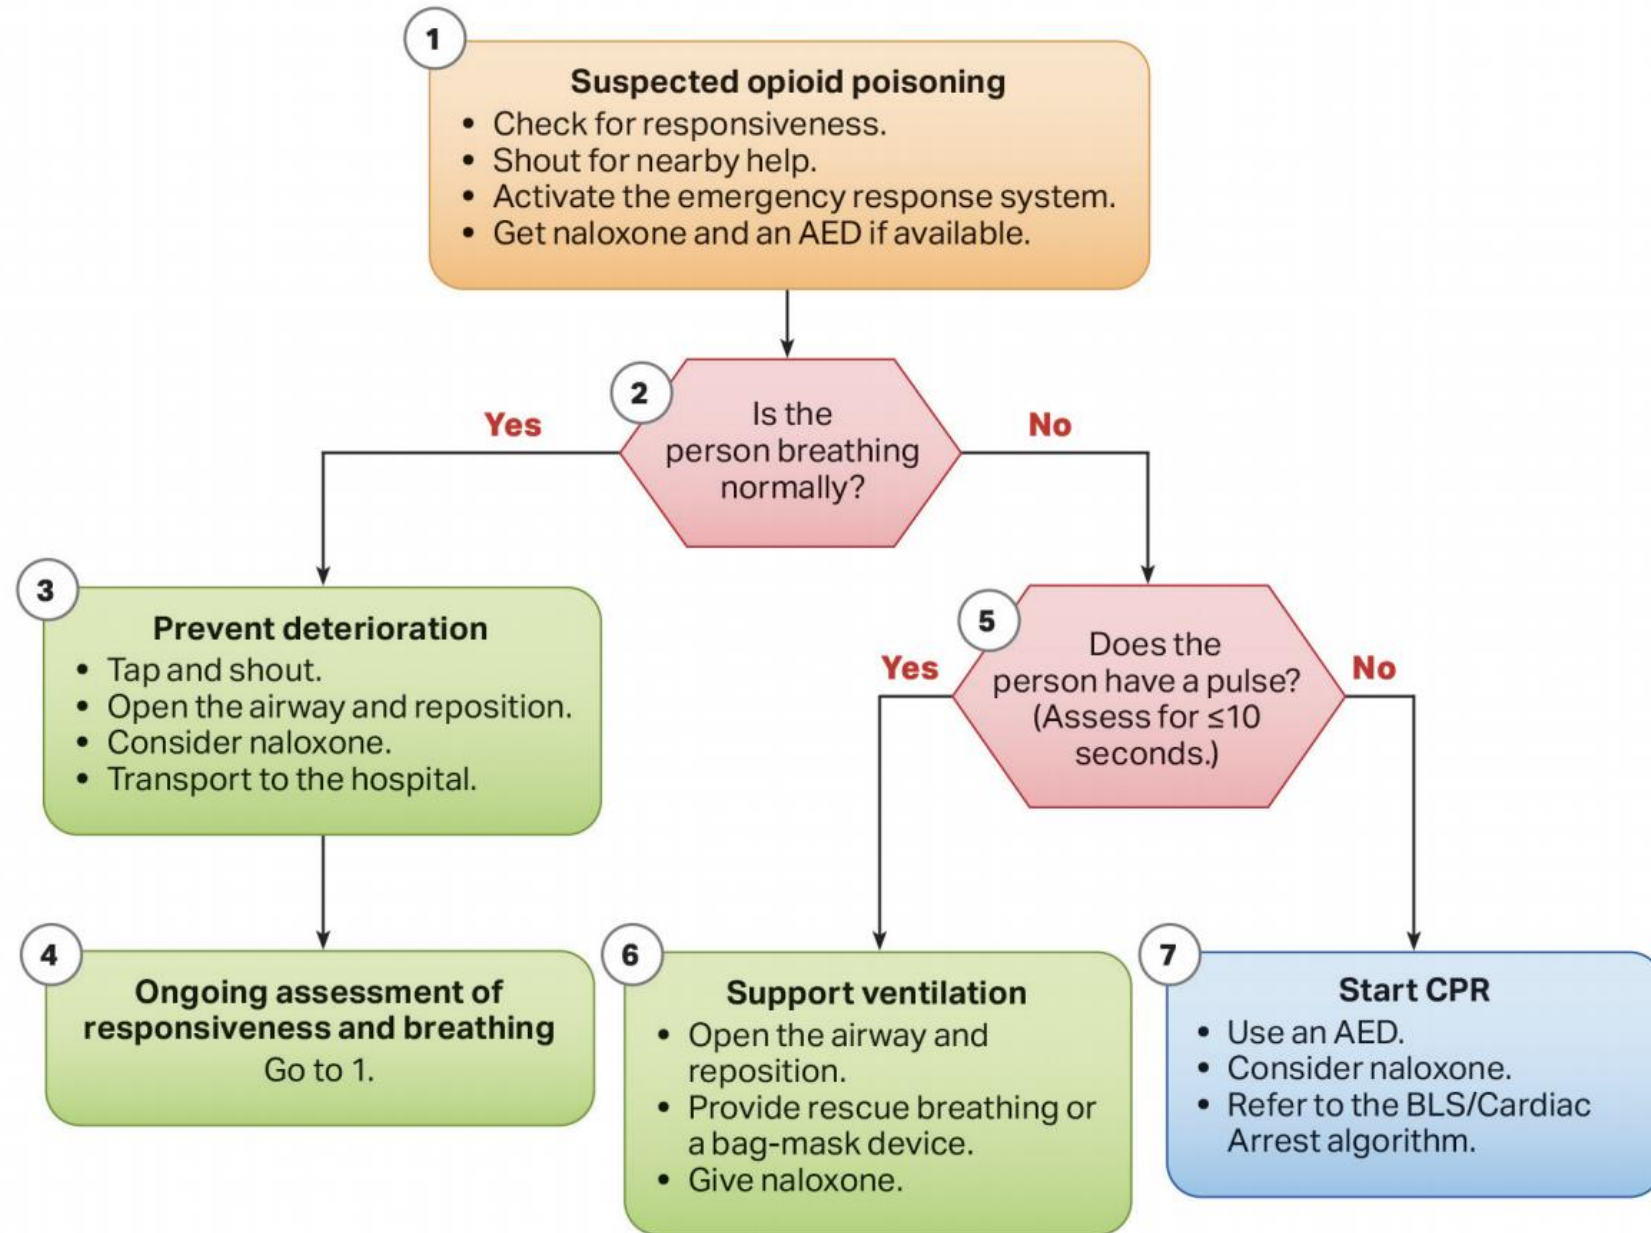 1
Suspected opioid poisoning
• Check for responsiveness.
• Shout for nearby help.
• Activate the emergency response system.
• Get naloxone and an AED if available.
2
Is the
person breathing
normally?
Yes
No
3
Prevent deterioration
• Tap and shout.
• Open the airway and reposition.
• Consider naloxone.
• Transport to the hospital.
4
Ongoing assessment of
responsiveness and breathing
Go to 1.
5
Does the
person have a pulse?
(Assess for ≤10
seconds.)
Yes
No
6
Support ventilation
• Open the airway and
reposition.
• Provide rescue breathing or
a bag-mask device.
• Give naloxone.
7
Start CPR
• Use an AED.
• Consider naloxone.
• Refer to the BLS/Cardiac
Arrest algorithm.